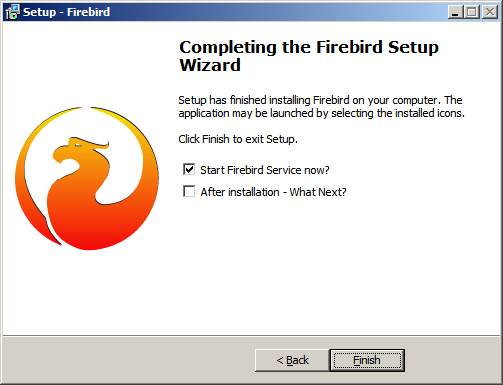 Setup - Firebird
Completing the Firebird Setup
Wizard
Setup has finished installing Firebird on your computer. The
application may be launched by selecting the installed icons.
Click Finish to exit Setup.
Start Firebird Service now?
After installation - What Next?
< Back
Finish